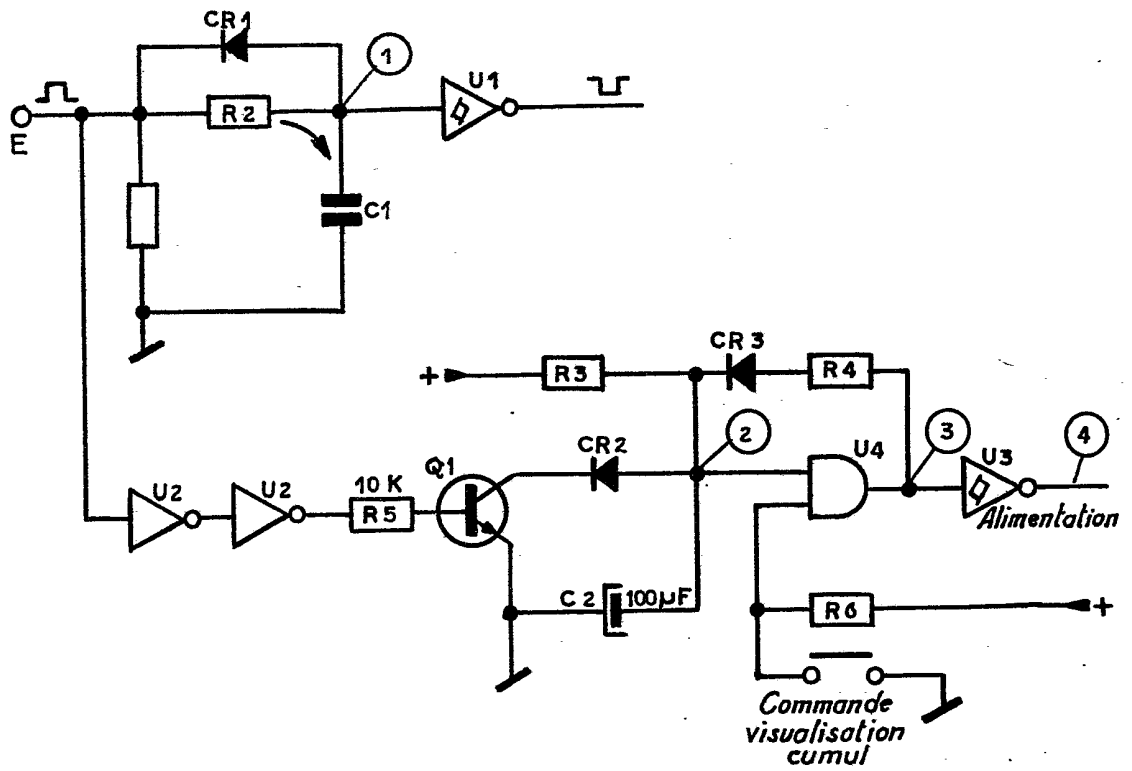 CR1
1
U1
E
R2
C1
CR3
+
R3
R4
2
3
4
CR2
U4
U3
Q1
U2
U2
10 K
R5
Alimentation
C2
100µF
R6
+
Commande
visualisation
cumul